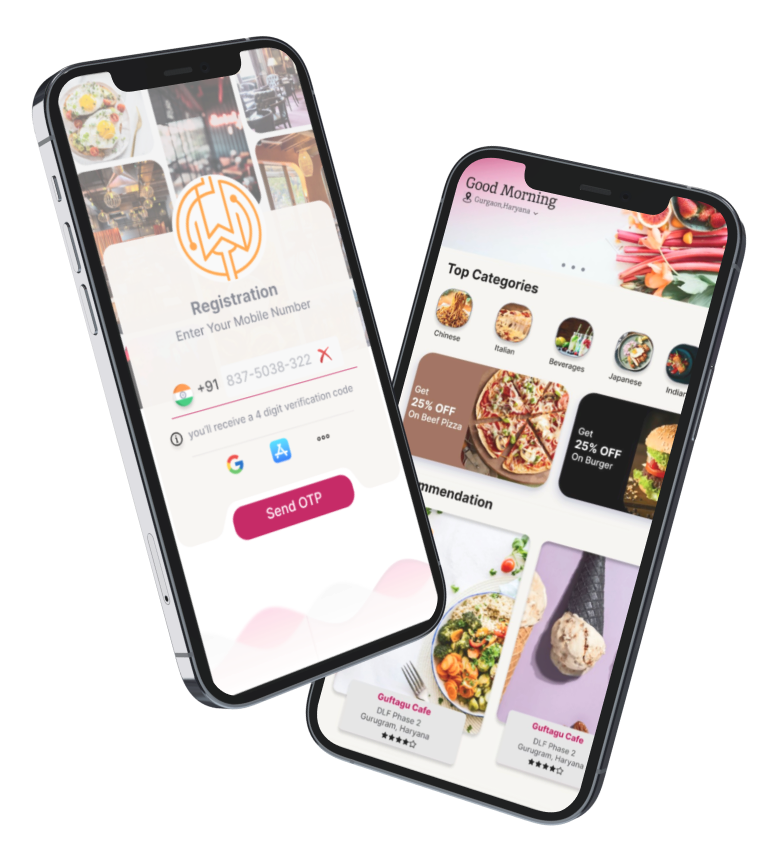 Registration
Enter Your Mobile Number
+91 837-5038-322
you'll receive a 4 digit verification code
Send OTP
Good Morning
Gurgaon,Haryana
Top Categories
Chinese
Italian
Beverages
Japanese
Indian
Get
25% OFF
On Beef Pizza
Get
25% OFF
On Burger
mmendation
Guftagu Cafe
DLF Phase 2
Gurugram, Haryana
Guftagu Cafe
DLF Phase 2
Gurugram, Haryana